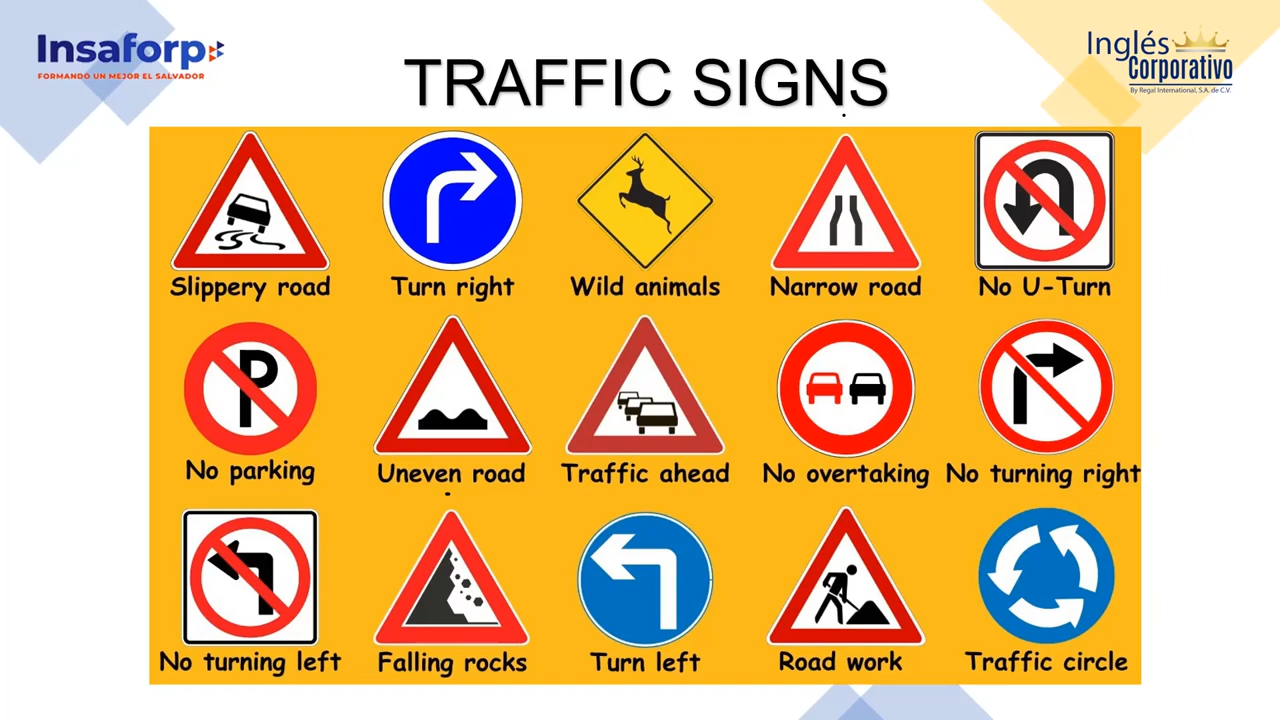 Insaforp
FORMANDO UN MEJOR EL SALVADOR
TRAFFIC SIGNS
Inglés
Corporativo
By Regal International, S.A. de C.V.
Slippery road
Turn right
Wild animals
Narrow road
No U-Turn
P
No parking
Uneven road
Traffic ahead
No overtaking
No turning right
No turning left
Falling rocks
Turn left
Road work
Traffic circle